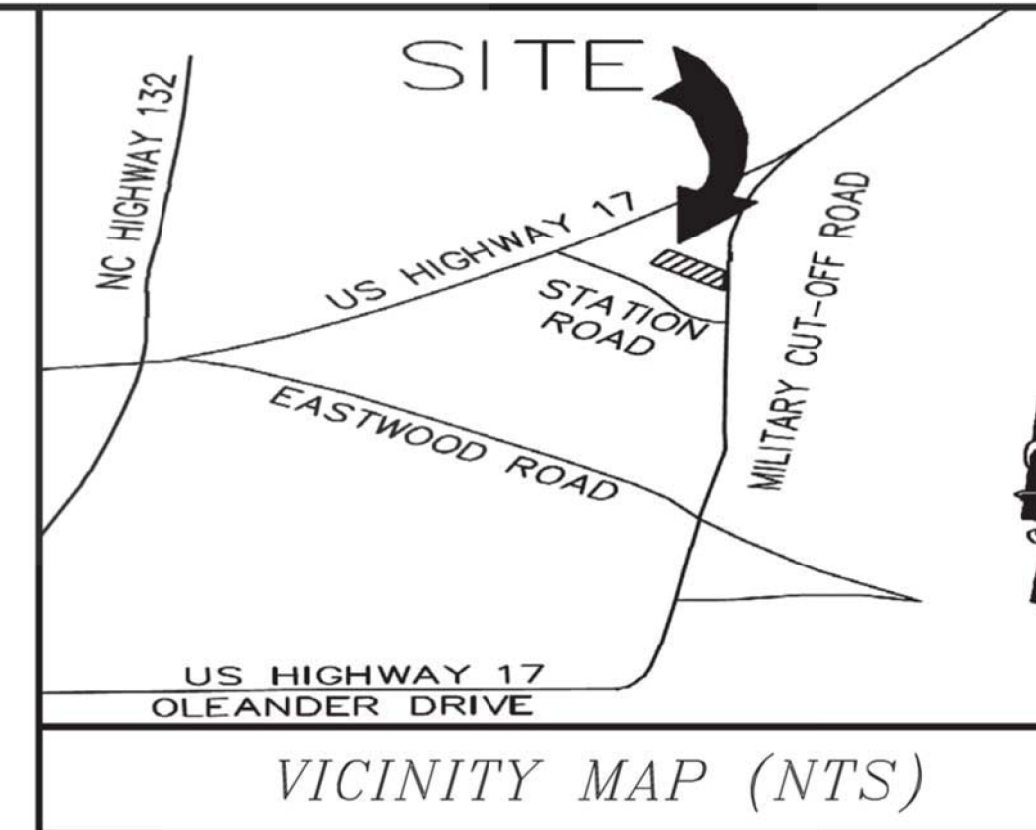 SITE
NC HIGHWAY 132
US HIGHWAY 17
STATION
ROAD
MILITARY CUT-OFF ROAD
EASTWOOD ROAD
US HIGHWAY 17
OLEANDER DRIVE
VICINITY MAP (NTS)